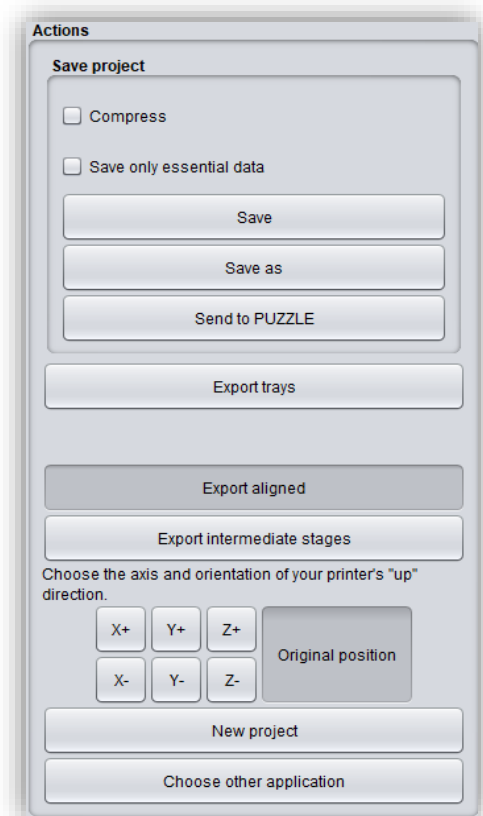 Actions
Save project
Compress
Save only essential data
Save
Save as
Send to PUZZLE
Export trays
Export aligned
Export intermediate stages
Choose the axis and orientation of your printer's "up"
direction.
X+ Y+ Z+
Original position
X- Y- Z-
New project
Choose other application